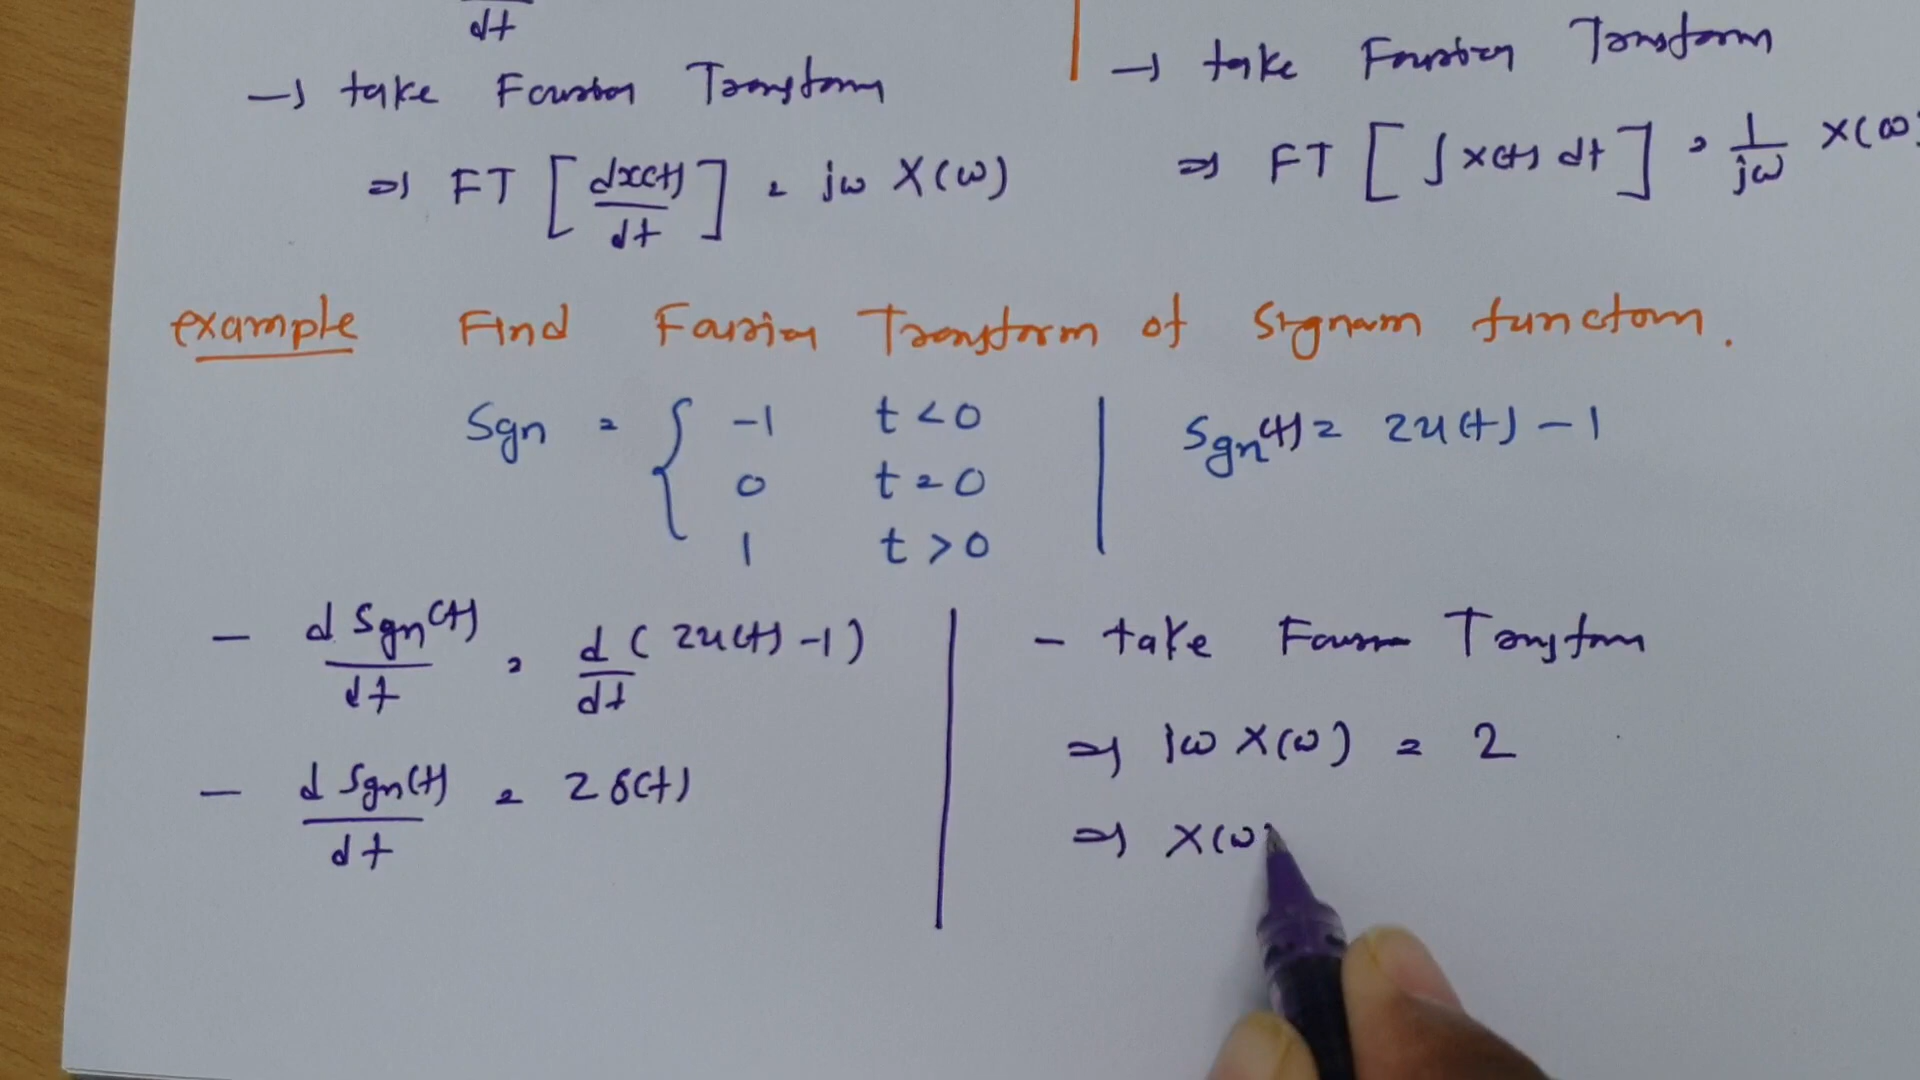 dt
→ take Fourier Transform
⇒ FT [dx(t)/dt] = jω X(ω)
→ take Fourier Transform
⇒ FT [∫x(t) dt] = 1/jω X(ω)
example Find Fourier Transform of Signum function.
Sgn = { -1 t<0
0 t=0
1 t>0
Sgn(t) = 2u(t) - 1
- d Sgn(t)/dt = d/dt (2u(t) - 1)
- d Sgn(t)/dt = 2δ(t)
- take Fourier Transform
⇒ jω X(ω) = 2
⇒ X(ω)